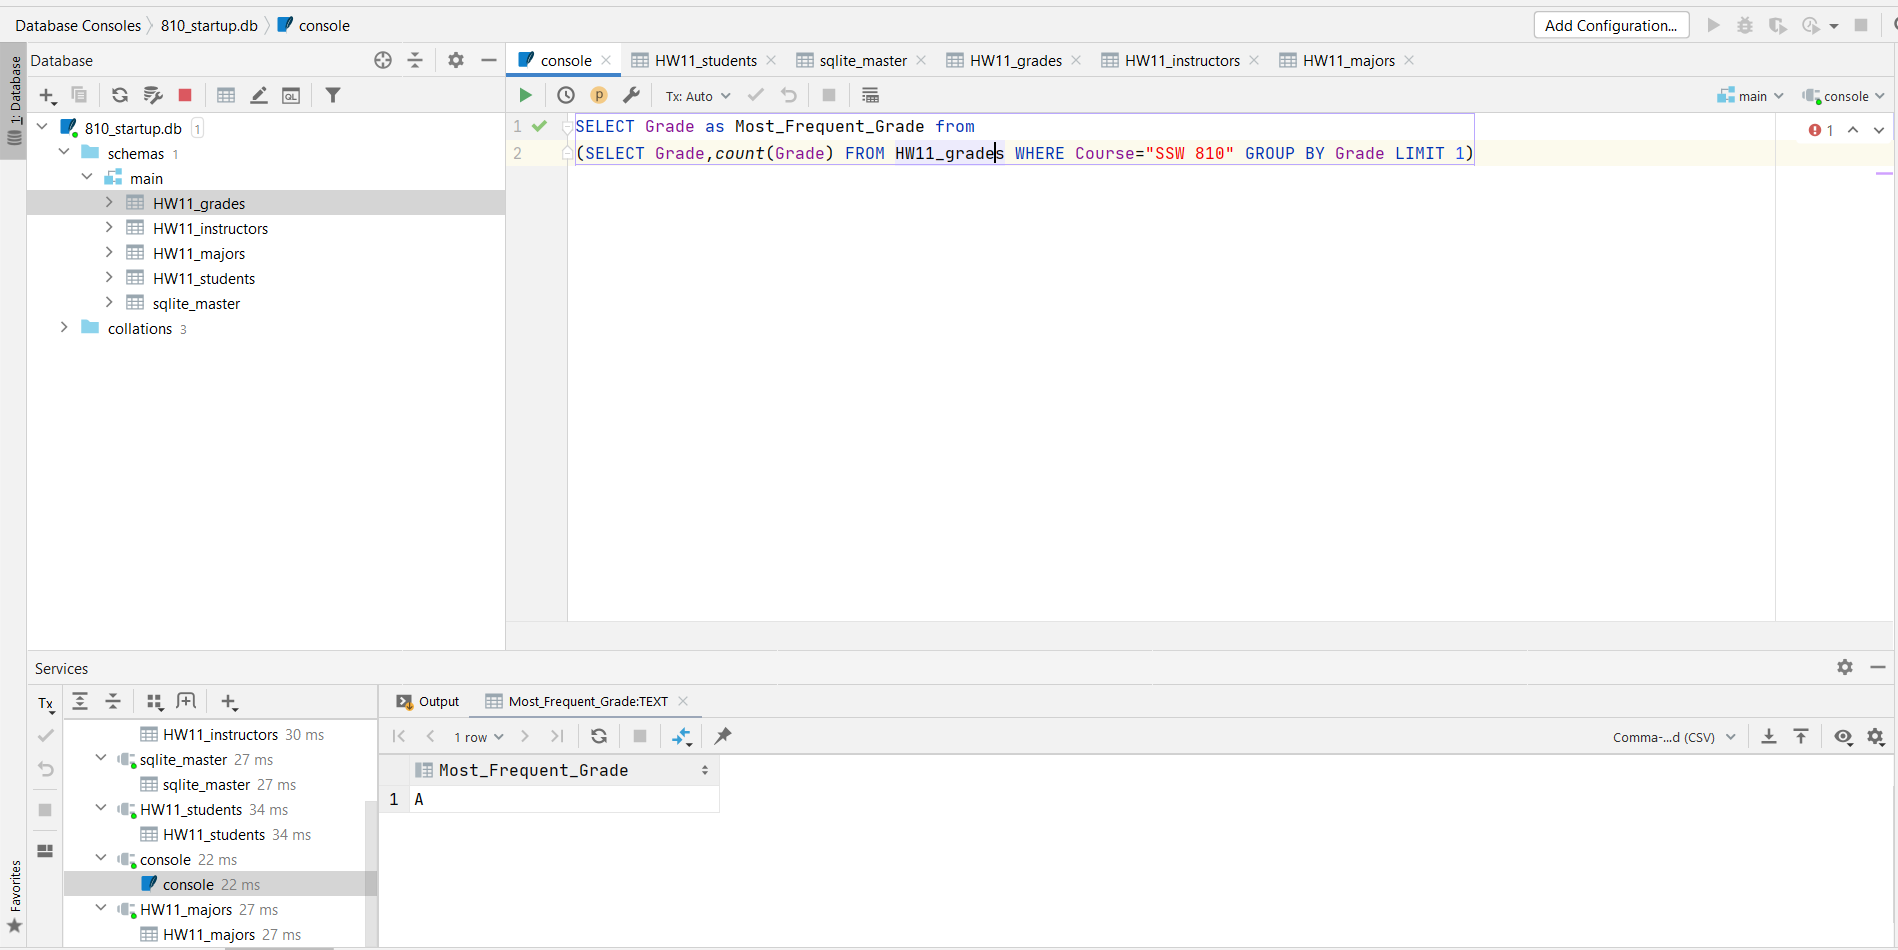 Database Consoles 810_startup.db console Add Configuration...
1: Database
Database
console HW11_students sqlite_master HW11_grades HW11_instructors HW11_majors
Tx: Auto main console
810_startup.db 1
schemas 1
main
HW11_grades
HW11_instructors
HW11_majors
HW11_students
sqlite_master
collations 3
1 SELECT Grade as Most_Frequent_Grade from
2 (SELECT Grade,count(Grade) FROM HW11_grades WHERE Course="SSW 810" GROUP BY Grade LIMIT 1)
1
Services
Tx
HW11_instructors 30 ms
sqlite_master 27 ms
sqlite_master 27 ms
HW11_students 34 ms
HW11_students 34 ms
console 22 ms
console 22 ms
HW11_majors 27 ms
HW11_majors 27 ms
Output Most_Frequent_Grade:TEXT
1 row Comma-...d (CSV)
Most_Frequent_Grade
1 A
Favorites